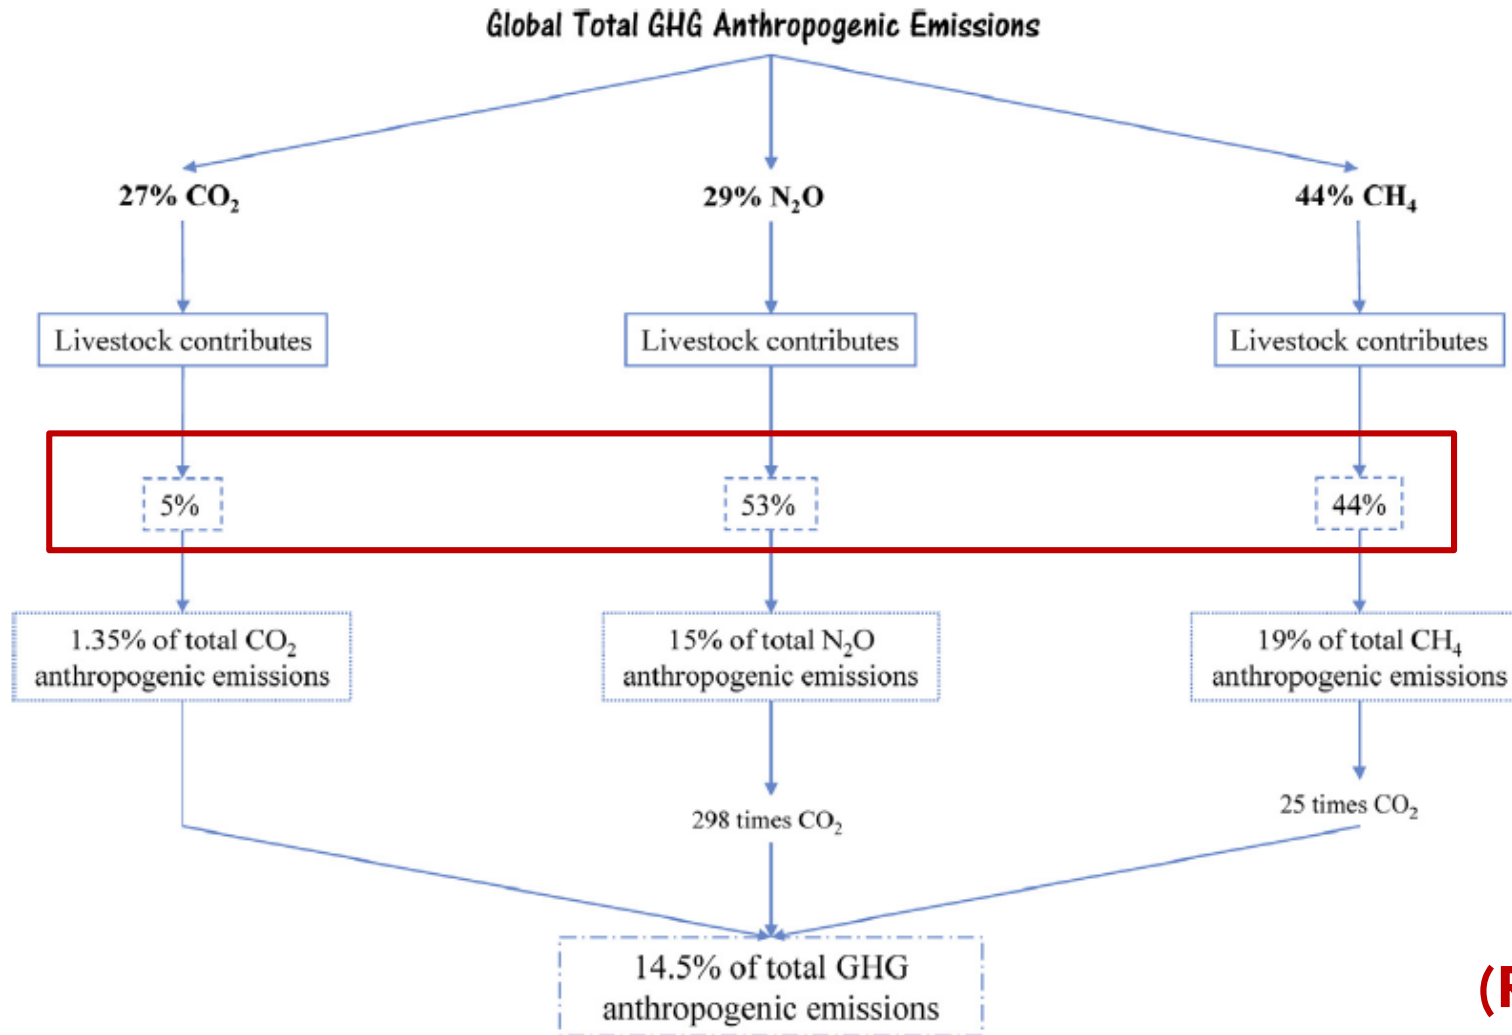 Global Total GHG Anthropogenic Emissions
27% CO₂
29% N₂O
44% CH₄
Livestock contributes
Livestock contributes
Livestock contributes
5%
53%
44%
1.35% of total CO₂
anthropogenic emissions
15% of total N₂O
anthropogenic emissions
19% of total CH₄
anthropogenic emissions
298 times CO₂
25 times CO₂
14.5% of total GHG
anthropogenic emissions